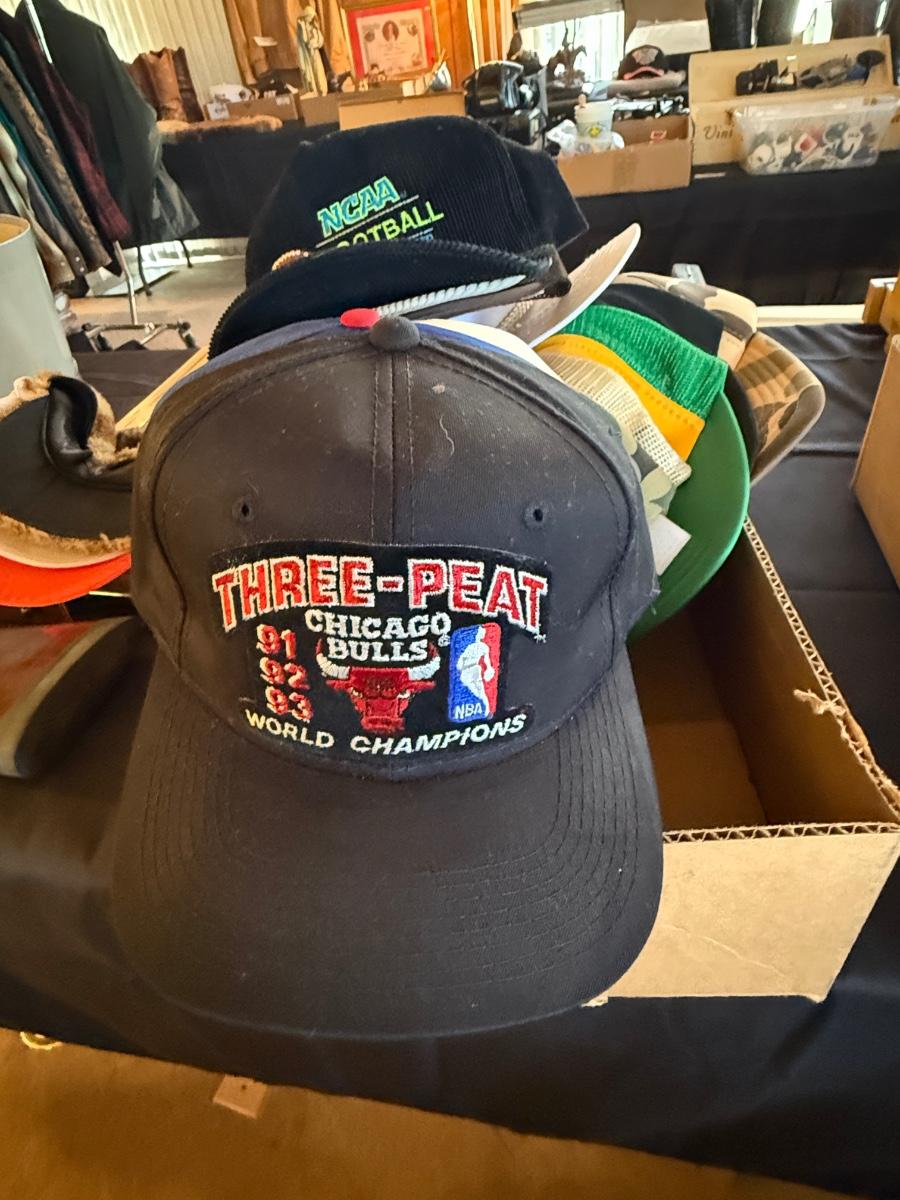 NCAA
FOOTBALL
THREE-PEAT
CHICAGO
BULLS
91
92
93
NBA
WORLD CHAMPIONS